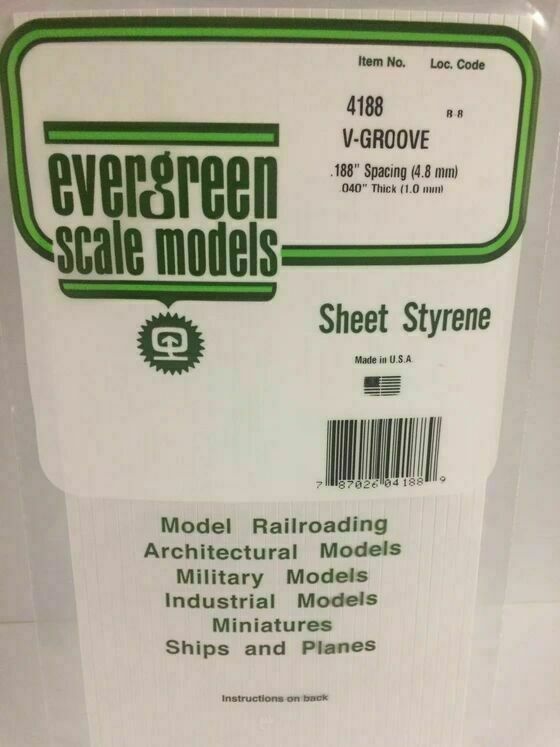 Item No. Loc. Code
4188 R-8
V-GROOVE
.188" Spacing (4.8 mm)
.040" Thick (1.0 mm)
evergreen
scale models
Sheet Styrene
Made in U.S.A.
7 87026 04188 9
Model Railroading
Architectural Models
Military Models
Industrial Models
Miniatures
Ships and Planes
Instructions on back